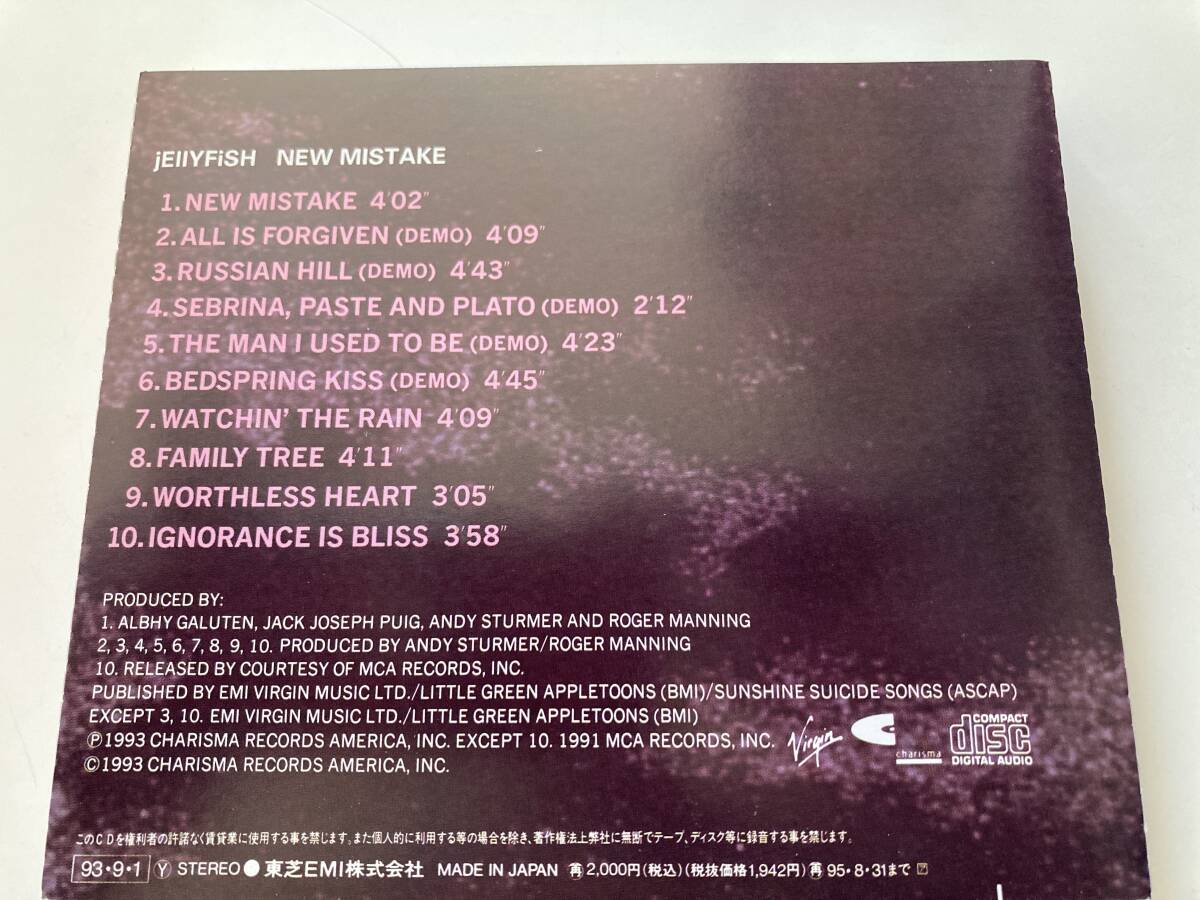 jEllYFiSH NEW MISTAKE
1. NEW MISTAKE 4'02"
2. ALL IS FORGIVEN (DEMO) 4'09"
3. RUSSIAN HILL (DEMO) 4'43"
4. SEBRINA, PASTE AND PLATO (DEMO) 2'12"
5. THE MAN I USED TO BE (DEMO) 4'23"
6. BEDSPRING KISS (DEMO) 4'45"
7. WATCHIN' THE RAIN 4'09"
8. FAMILY TREE 4'11"
9. WORTHLESS HEART 3'05"
10. IGNORANCE IS BLISS 3'58"
PRODUCED BY:
1. ALBHY GALUTEN, JACK JOSEPH PUIG, ANDY STURMER AND ROGER MANNING
2, 3, 4, 5, 6, 7, 8, 9, 10. PRODUCED BY ANDY STURMER/ROGER MANNING
10. RELEASED BY COURTESY OF MCA RECORDS, INC.
PUBLISHED BY EMI VIRGIN MUSIC LTD./LITTLE GREEN APPLETOONS (BMI)/SUNSHINE SUICIDE SONGS (ASCAP)
EXCEPT 3, 10. EMI VIRGIN MUSIC LTD./LITTLE GREEN APPLETOONS (BMI)
Ⓟ1993 CHARISMA RECORDS AMERICA, INC. EXCEPT 10. 1991 MCA RECORDS, INC.
©1993 CHARISMA RECORDS AMERICA, INC.
Virgin
charisma
COMPACT
disc
DIGITAL AUDIO
このCDを権利者の許諾なく賃貸業に使用する事を禁じます。また個人的に利用する等の場合を除き、著作権法上弊社に無断でテープ、ディスク等に録音する事を禁じます。
93・9・1 Ⓨ STEREO ● 東芝EMI株式会社 MADE IN JAPAN 再 2,000円(税込)(税抜価格1,942円) 再 95・8・31まで